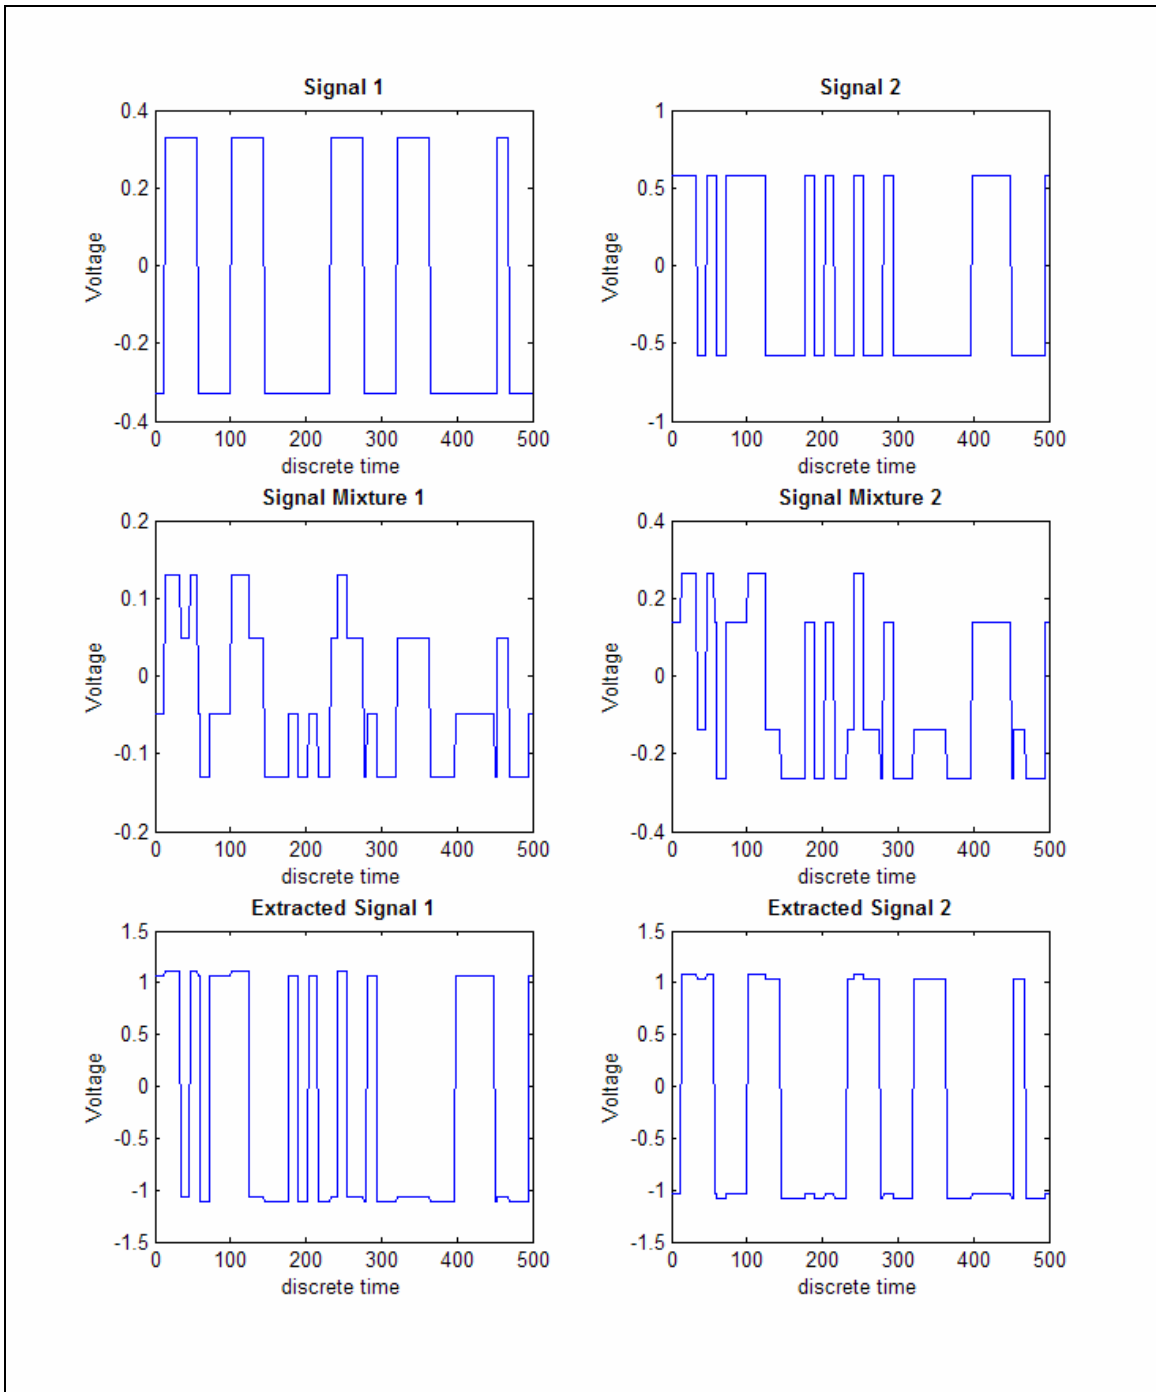 Signal 1
0.4
0.2
0
-0.2
-0.4
Voltage
0 100 200 300 400 500
discrete time
Signal 2
1
0.5
0
-0.5
-1
Voltage
0 100 200 300 400 500
discrete time
Signal Mixture 1
0.2
0.1
0
-0.1
-0.2
Voltage
0 100 200 300 400 500
discrete time
Signal Mixture 2
0.4
0.2
0
-0.2
-0.4
Voltage
0 100 200 300 400 500
discrete time
Extracted Signal 1
1.5
1
0.5
0
-0.5
-1
-1.5
Voltage
0 100 200 300 400 500
discrete time
Extracted Signal 2
1.5
1
0.5
0
-0.5
-1
-1.5
Voltage
0 100 200 300 400 500
discrete time